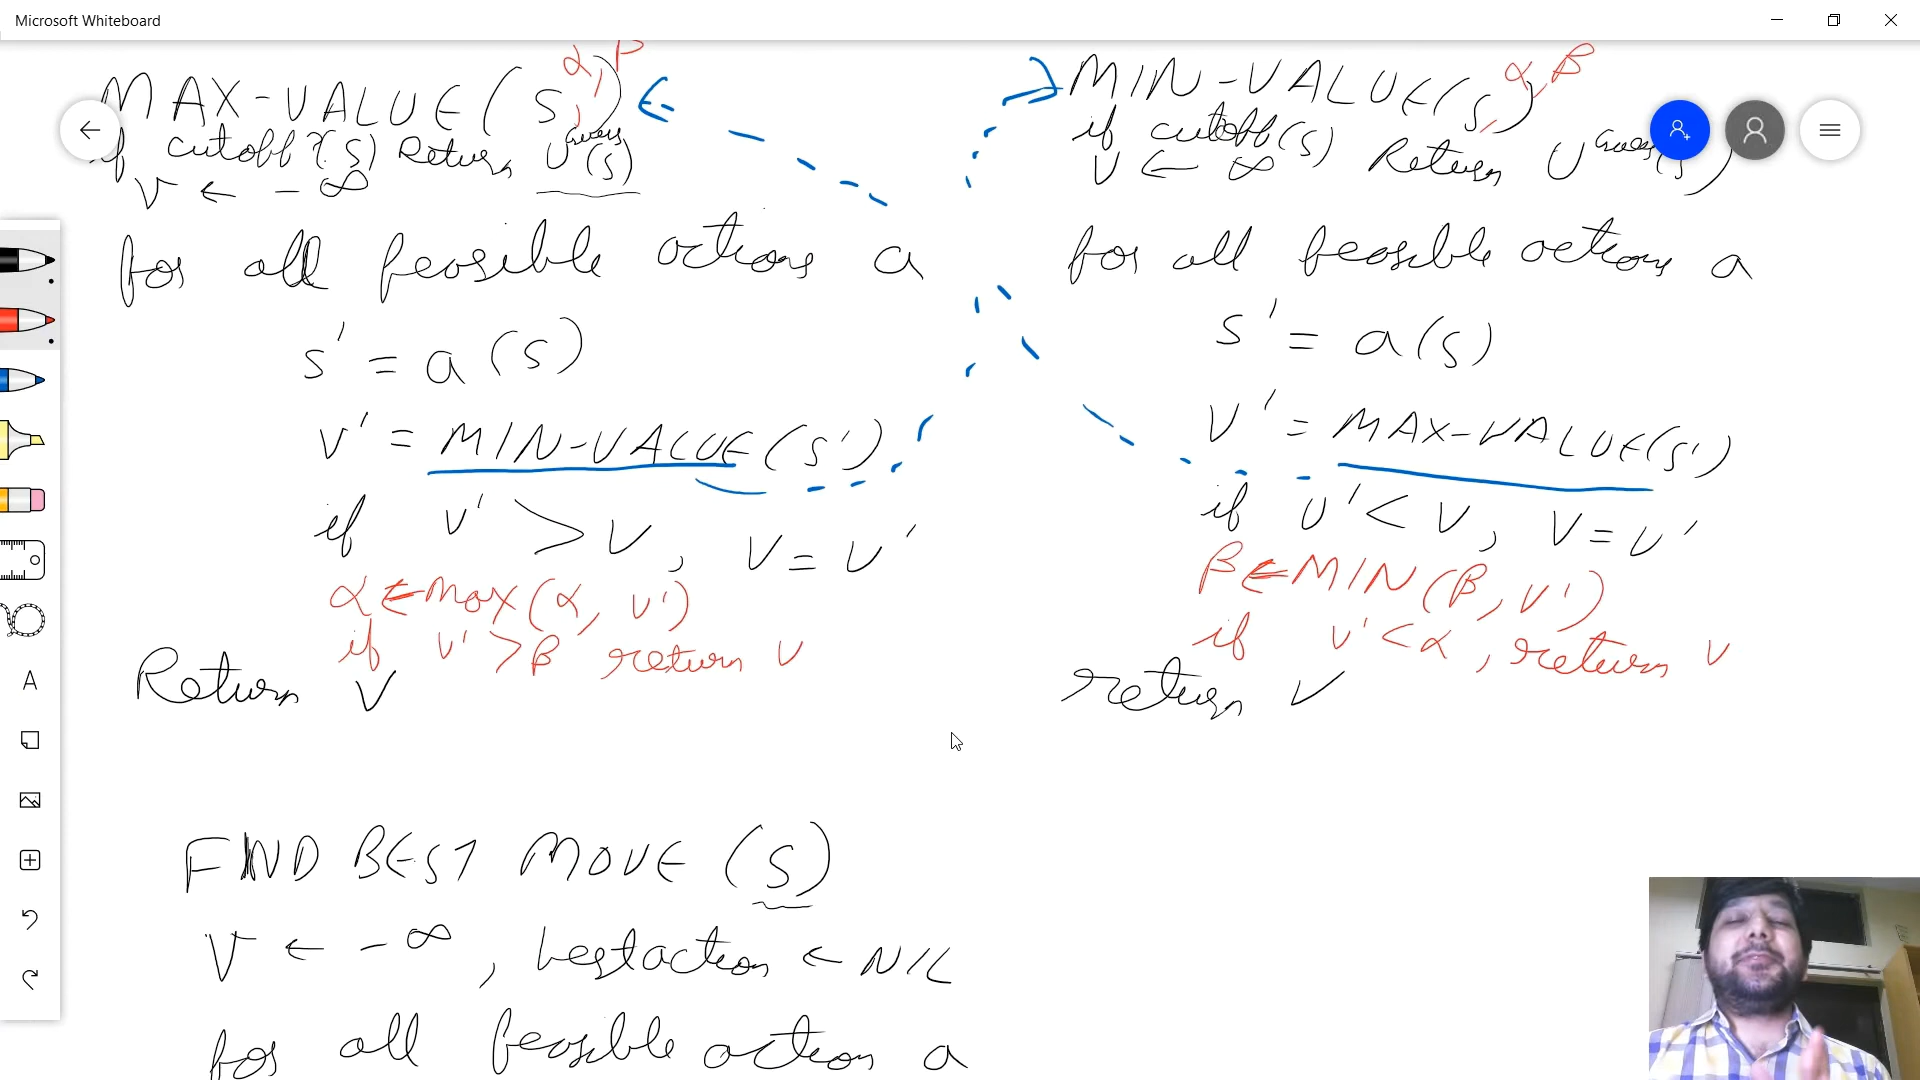 Microsoft Whiteboard
MAX-VALUE(s, α, β)
if cutoff?(s) Return U^guess(s)
v ← -∞
for all feasible actions a
s' = a(s)
v' = MIN-VALUE(s')
if v' > v, v = v'
α ← Max(α, v')
if v' > β return v
Return v
MIN-VALUE(s, α, β)
if cutoff(s) Return U^guess(s)
v ← ∞
for all feasible actions a
s' = a(s)
v' = MAX-VALUE(s')
if v' < v, v = v'
β ← MIN(β, v')
if v' < α, return v
return v
FIND BEST MOVE (S)
V ← -∞, bestaction ← NIL
for all feasible action a
A